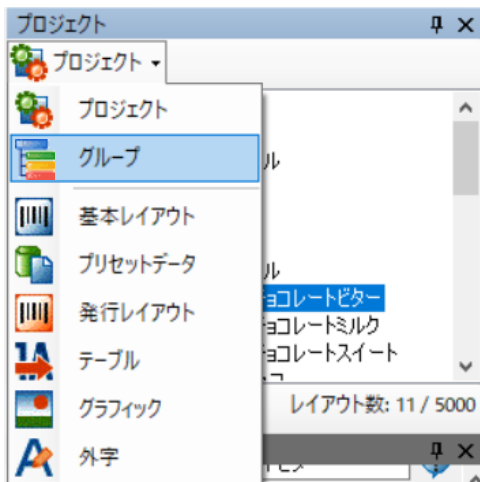 プロジェクト
プロジェクト
プロジェクト
グループ
ル
基本レイアウト
プリセットデータ
ル
発行レイアウト
ョコレートビター
ョコレートミルク
テーブル
ョコレートスイート
グラフィック
レイアウト数: 11 / 5000
外字